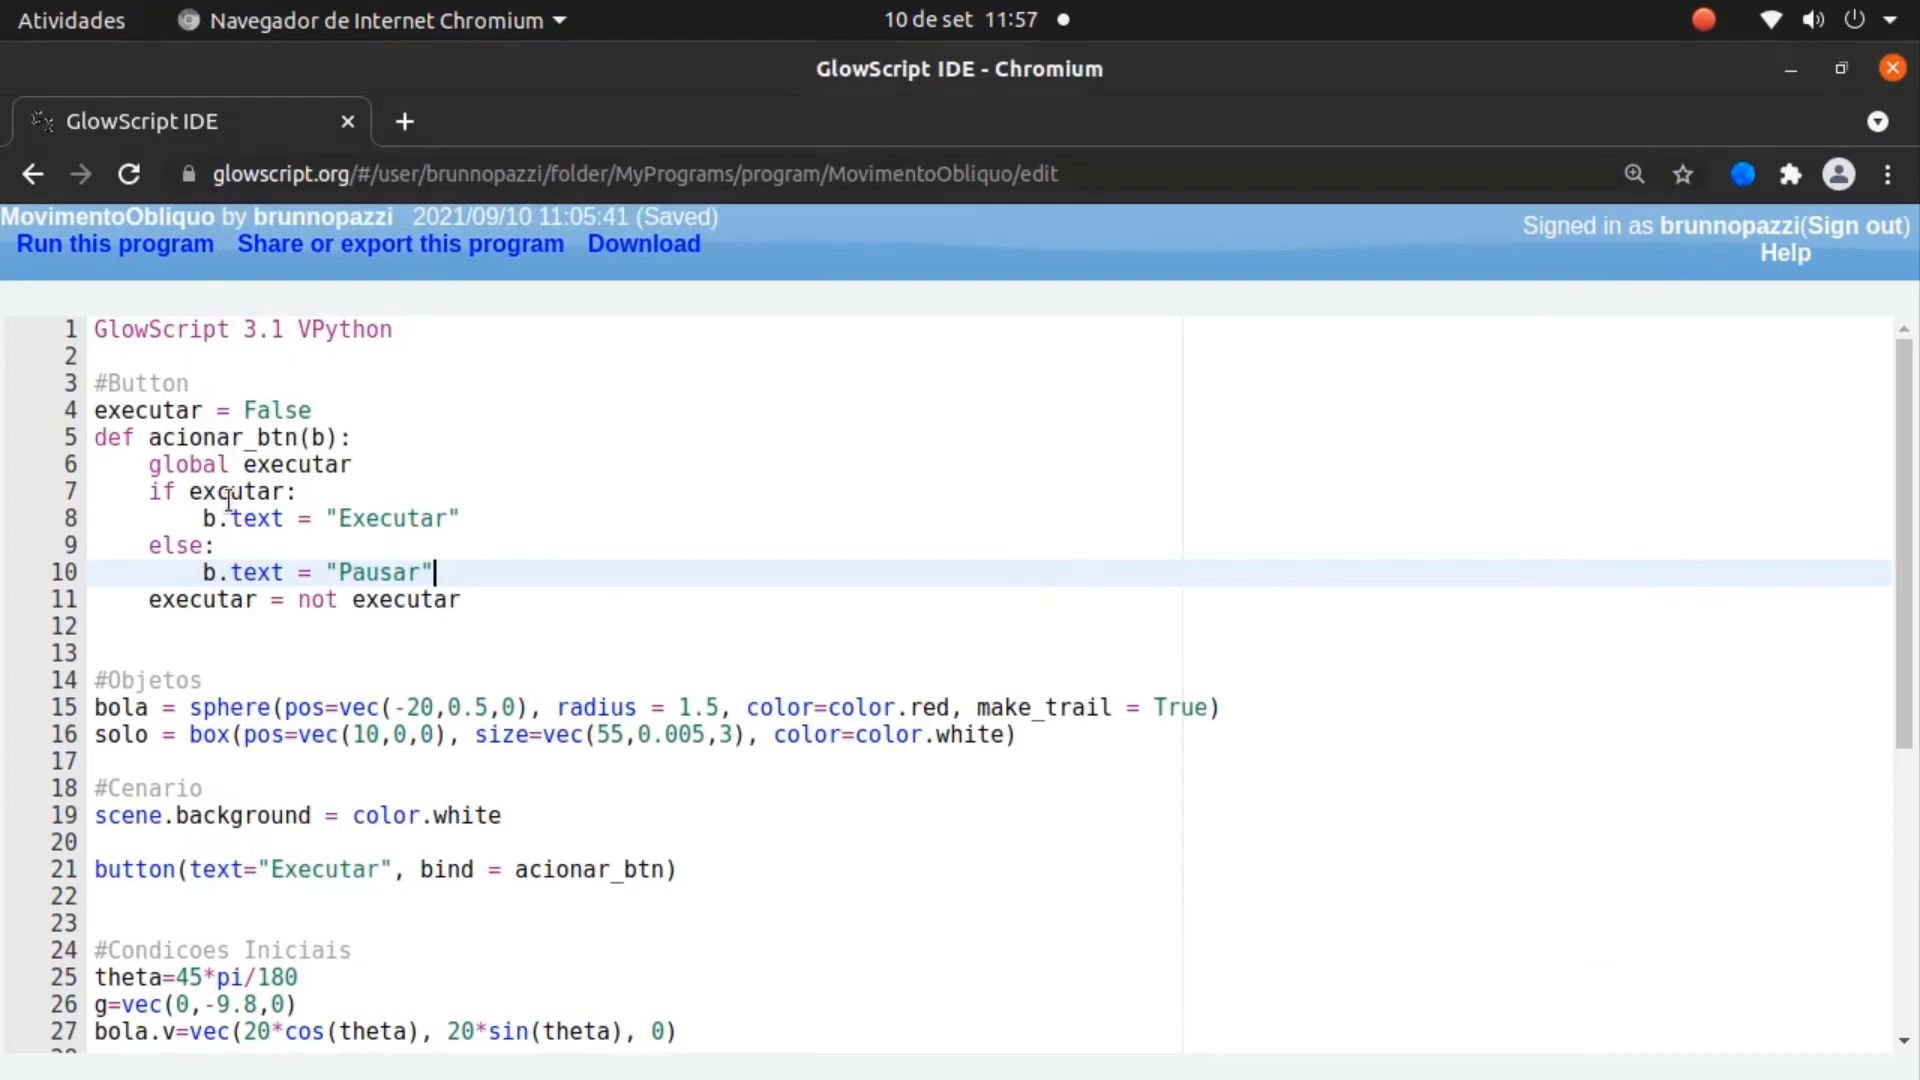 Atividades Navegador de Internet Chromium 10 de set 11:57
GlowScript IDE - Chromium
GlowScript IDE
glowscript.org/#/user/brunnopazzi/folder/MyPrograms/program/MovimentoObliquo/edit
MovimentoObliquo by brunnopazzi 2021/09/10 11:05:41 (Saved) Signed in as brunnopazzi(Sign out)
Run this program Share or export this program Download Help
1 GlowScript 3.1 VPython
2
3 #Button
4 executar = False
5 def acionar_btn(b):
6 global executar
7 if excutar:
8 b.text = "Executar"
9 else:
10 b.text = "Pausar"
11 executar = not executar
12
13
14 #Objetos
15 bola = sphere(pos=vec(-20,0.5,0), radius = 1.5, color=color.red, make_trail = True)
16 solo = box(pos=vec(10,0,0), size=vec(55,0.005,3), color=color.white)
17
18 #Cenario
19 scene.background = color.white
20
21 button(text="Executar", bind = acionar_btn)
22
23
24 #Condicoes Iniciais
25 theta=45*pi/180
26 g=vec(0,-9.8,0)
27 bola.v=vec(20*cos(theta), 20*sin(theta), 0)